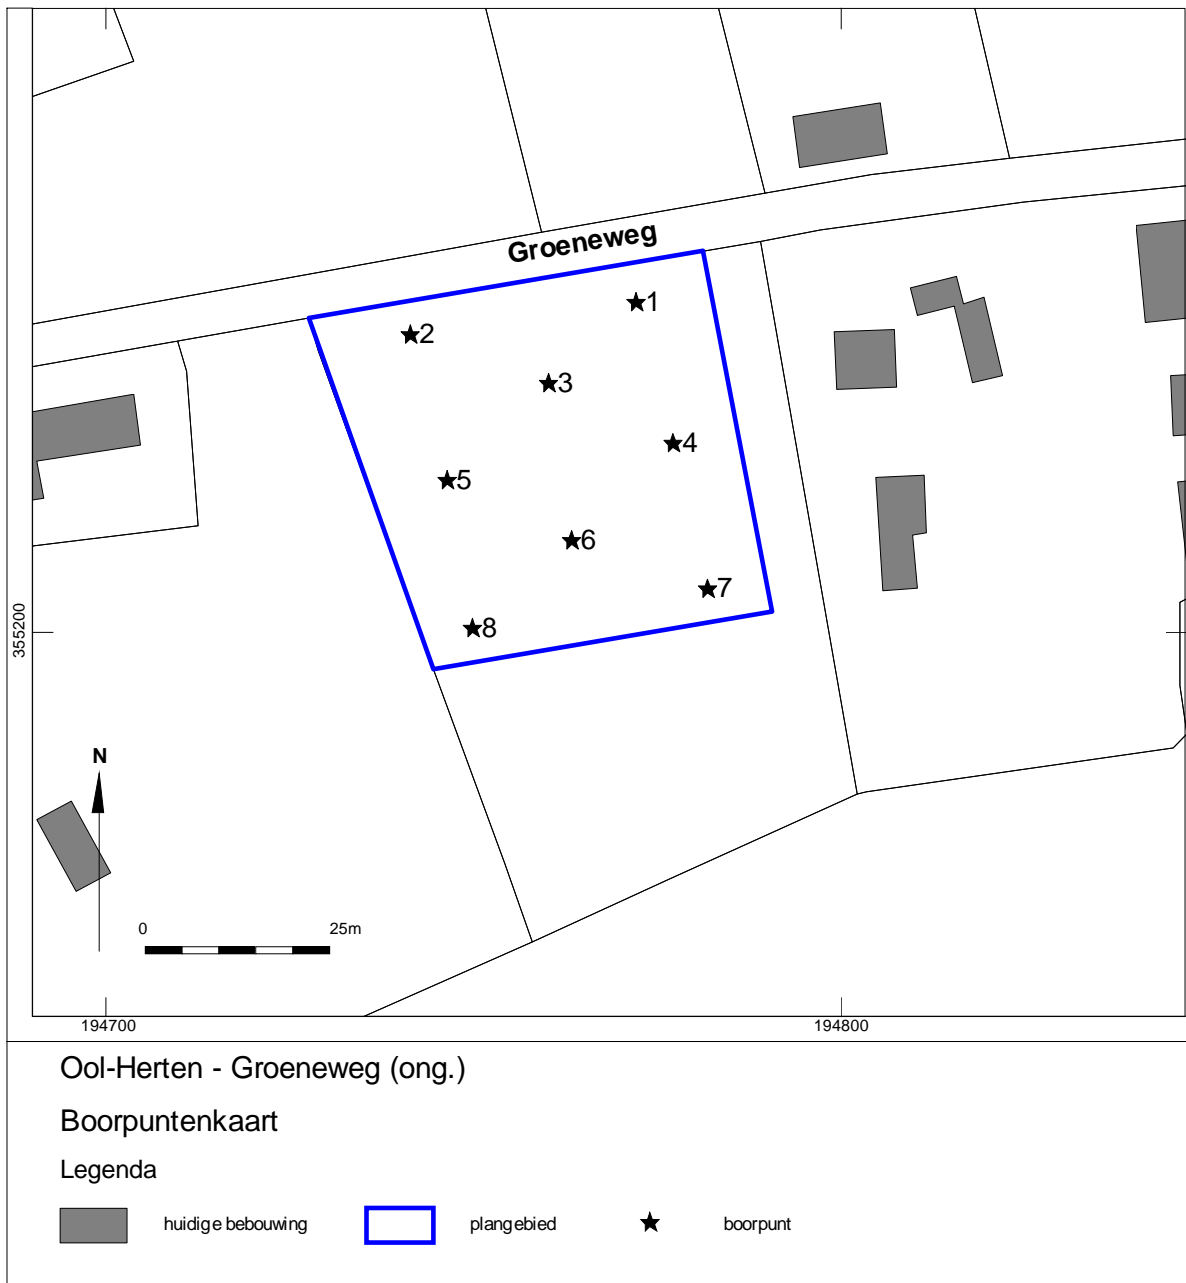 Groeneweg
1
2
3
4
5
6
7
8
355200
N
0 25m
194700 194800
Ool-Herten - Groeneweg (ong.)
Boorpuntenkaart
Legenda
huidige bebouwing plangebied boorpunt